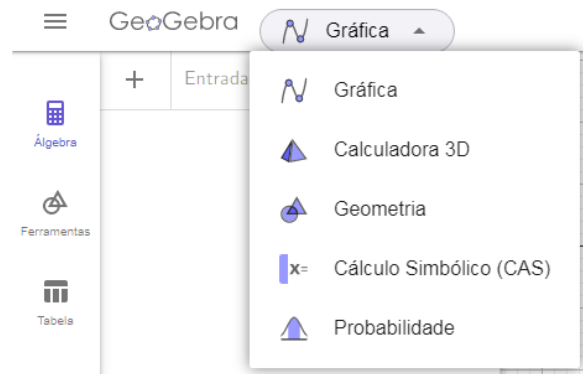 GeoGebra
Gráfica
+ Entrada
Álgebra
Ferramentas
Tabela
Gráfica
Calculadora 3D
Geometria
x= Cálculo Simbólico (CAS)
Probabilidade